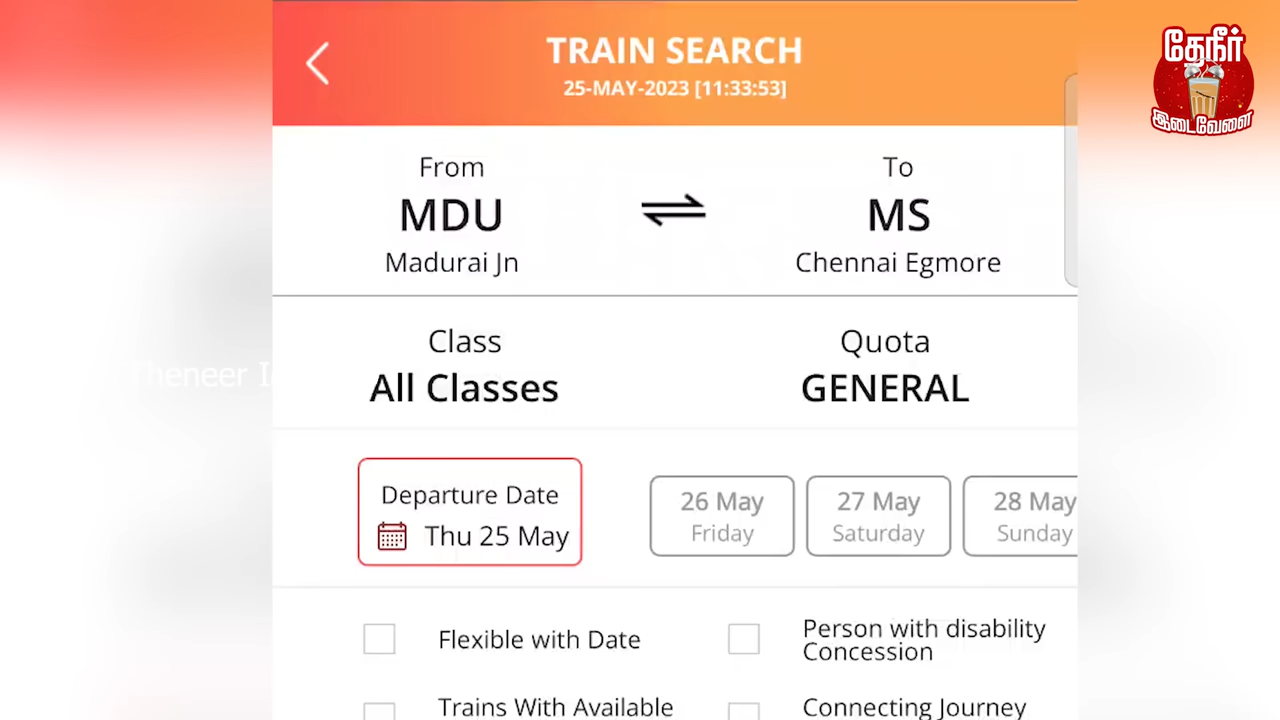 TRAIN SEARCH
25-MAY-2023 [11:33:53]
தேநீர்
இடைவேளை
From
MDU
Madurai Jn
To
MS
Chennai Egmore
Class
All Classes
Quota
GENERAL
Departure Date
Thu 25 May
26 May
Friday
27 May
Saturday
28 May
Sunday
Theneer
Flexible with Date
Person with disability
Concession
Trains With Available
Connecting Journey